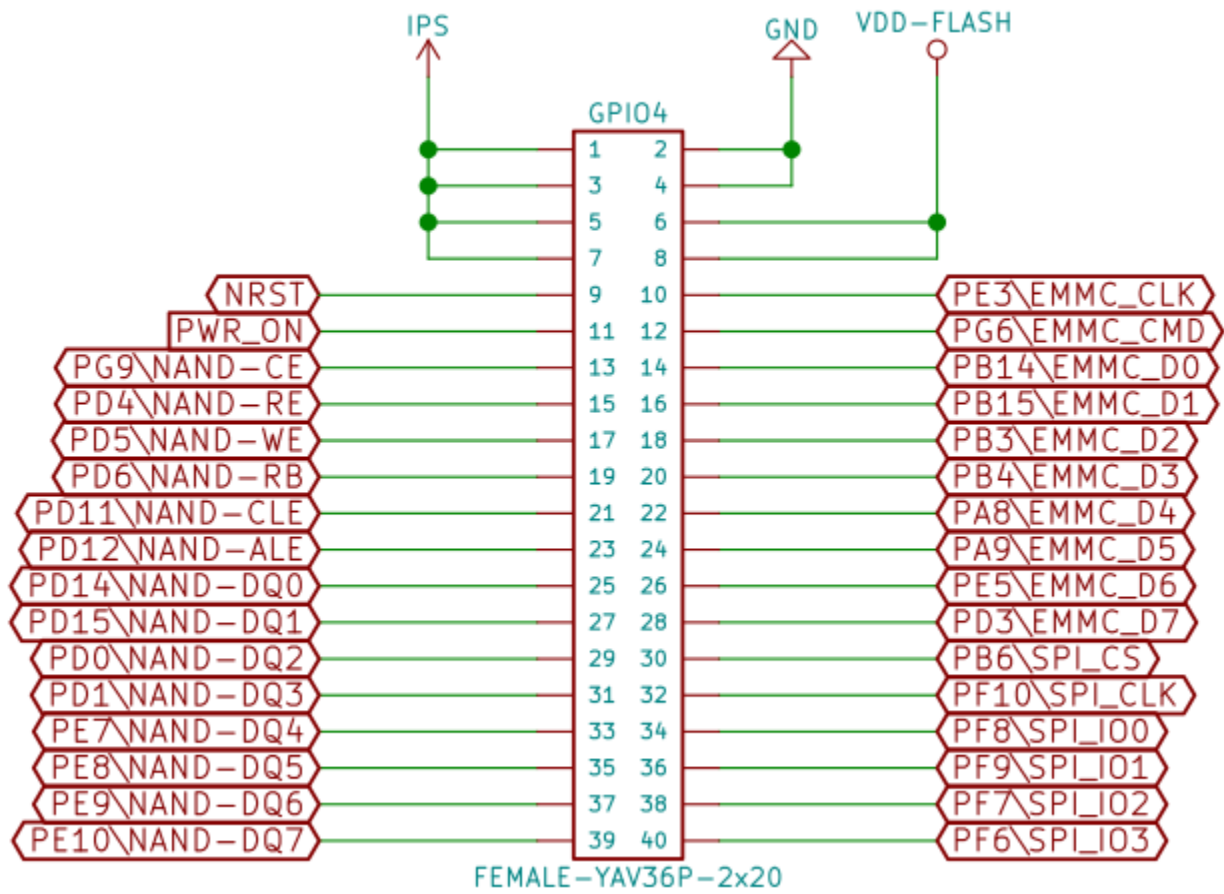 IPS GND VDD-FLASH
GPIO4
1 2
3 4
5 6
7 8
NRST 9 10 PE3\EMMC_CLK
PWR_ON 11 12 PG6\EMMC_CMD
PG9\NAND-CE 13 14 PB14\EMMC_D0
PD4\NAND-RE 15 16 PB15\EMMC_D1
PD5\NAND-WE 17 18 PB3\EMMC_D2
PD6\NAND-RB 19 20 PB4\EMMC_D3
PD11\NAND-CLE 21 22 PA8\EMMC_D4
PD12\NAND-ALE 23 24 PA9\EMMC_D5
PD14\NAND-DQ0 25 26 PE5\EMMC_D6
PD15\NAND-DQ1 27 28 PD3\EMMC_D7
PD0\NAND-DQ2 29 30 PB6\SPI_CS
PD1\NAND-DQ3 31 32 PF10\SPI_CLK
PE7\NAND-DQ4 33 34 PF8\SPI_IO0
PE8\NAND-DQ5 35 36 PF9\SPI_IO1
PE9\NAND-DQ6 37 38 PF7\SPI_IO2
PE10\NAND-DQ7 39 40 PF6\SPI_IO3
FEMALE-YAV36P-2x20